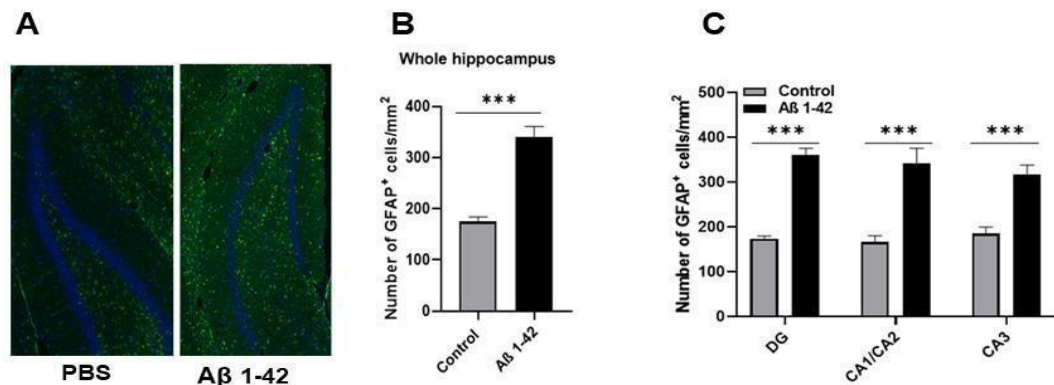 A
PBS
Aβ 1-42
B
Whole hippocampus
***
Number of GFAP⁺ cells/mm²
400
300
200
100
0
Control
Aß 1-42
C
Control
Aß 1-42
Number of GFAP⁺ cells/mm²
500
400
300
200
100
0
***
***
***
DG
CA1/CA2
CA3